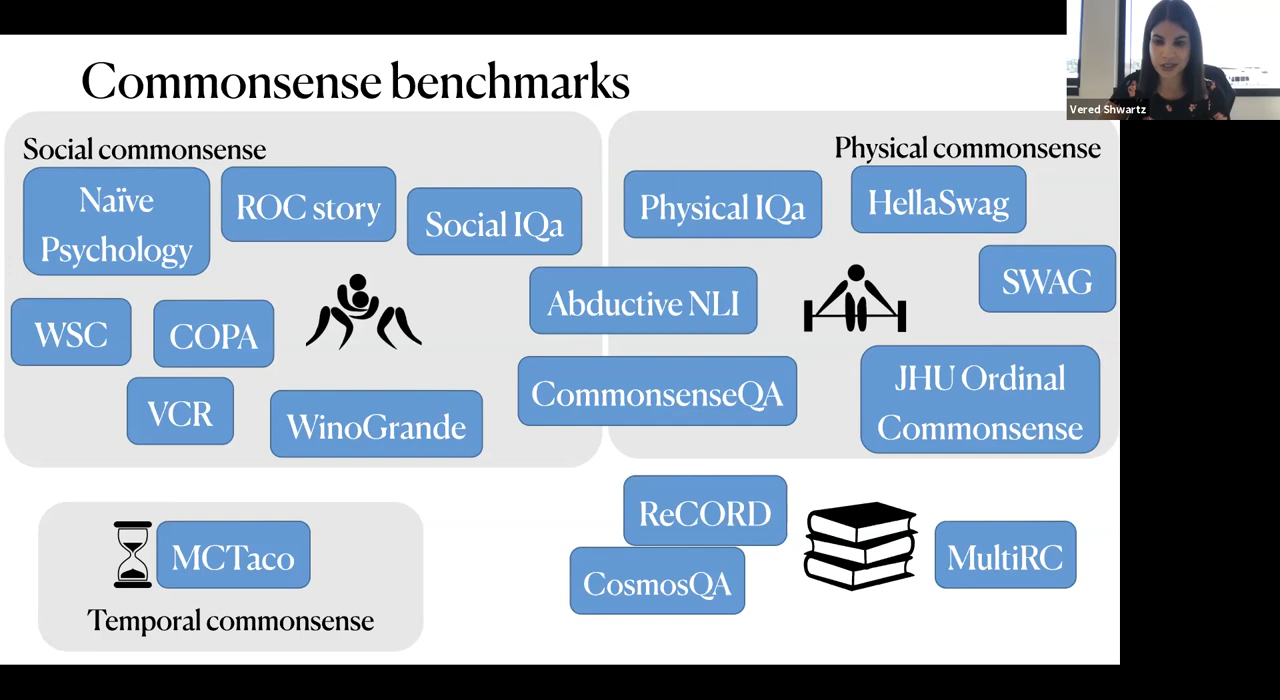 Commonsense benchmarks
Vered Shwartz
Social commonsense
Naïve
Psychology
ROC story
Social IQa
WSC
COPA
VCR
WinoGrande
Abductive NLI
CommonsenseQA
Physical commonsense
Physical IQa
HellaSwag
SWAG
JHU Ordinal
Commonsense
MCTaco
Temporal commonsense
ReCORD
CosmosQA
MultiRC